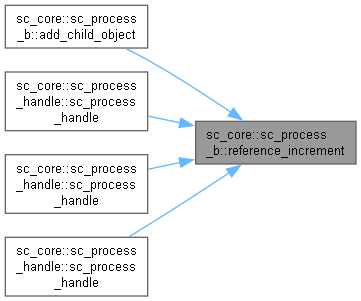 sc_core::sc_process
_b::add_child_object
sc_core::sc_process
_handle::sc_process
_handle
sc_core::sc_process
_b::reference_increment
sc_core::sc_process
_handle::sc_process
_handle
sc_core::sc_process
_handle::sc_process
_handle